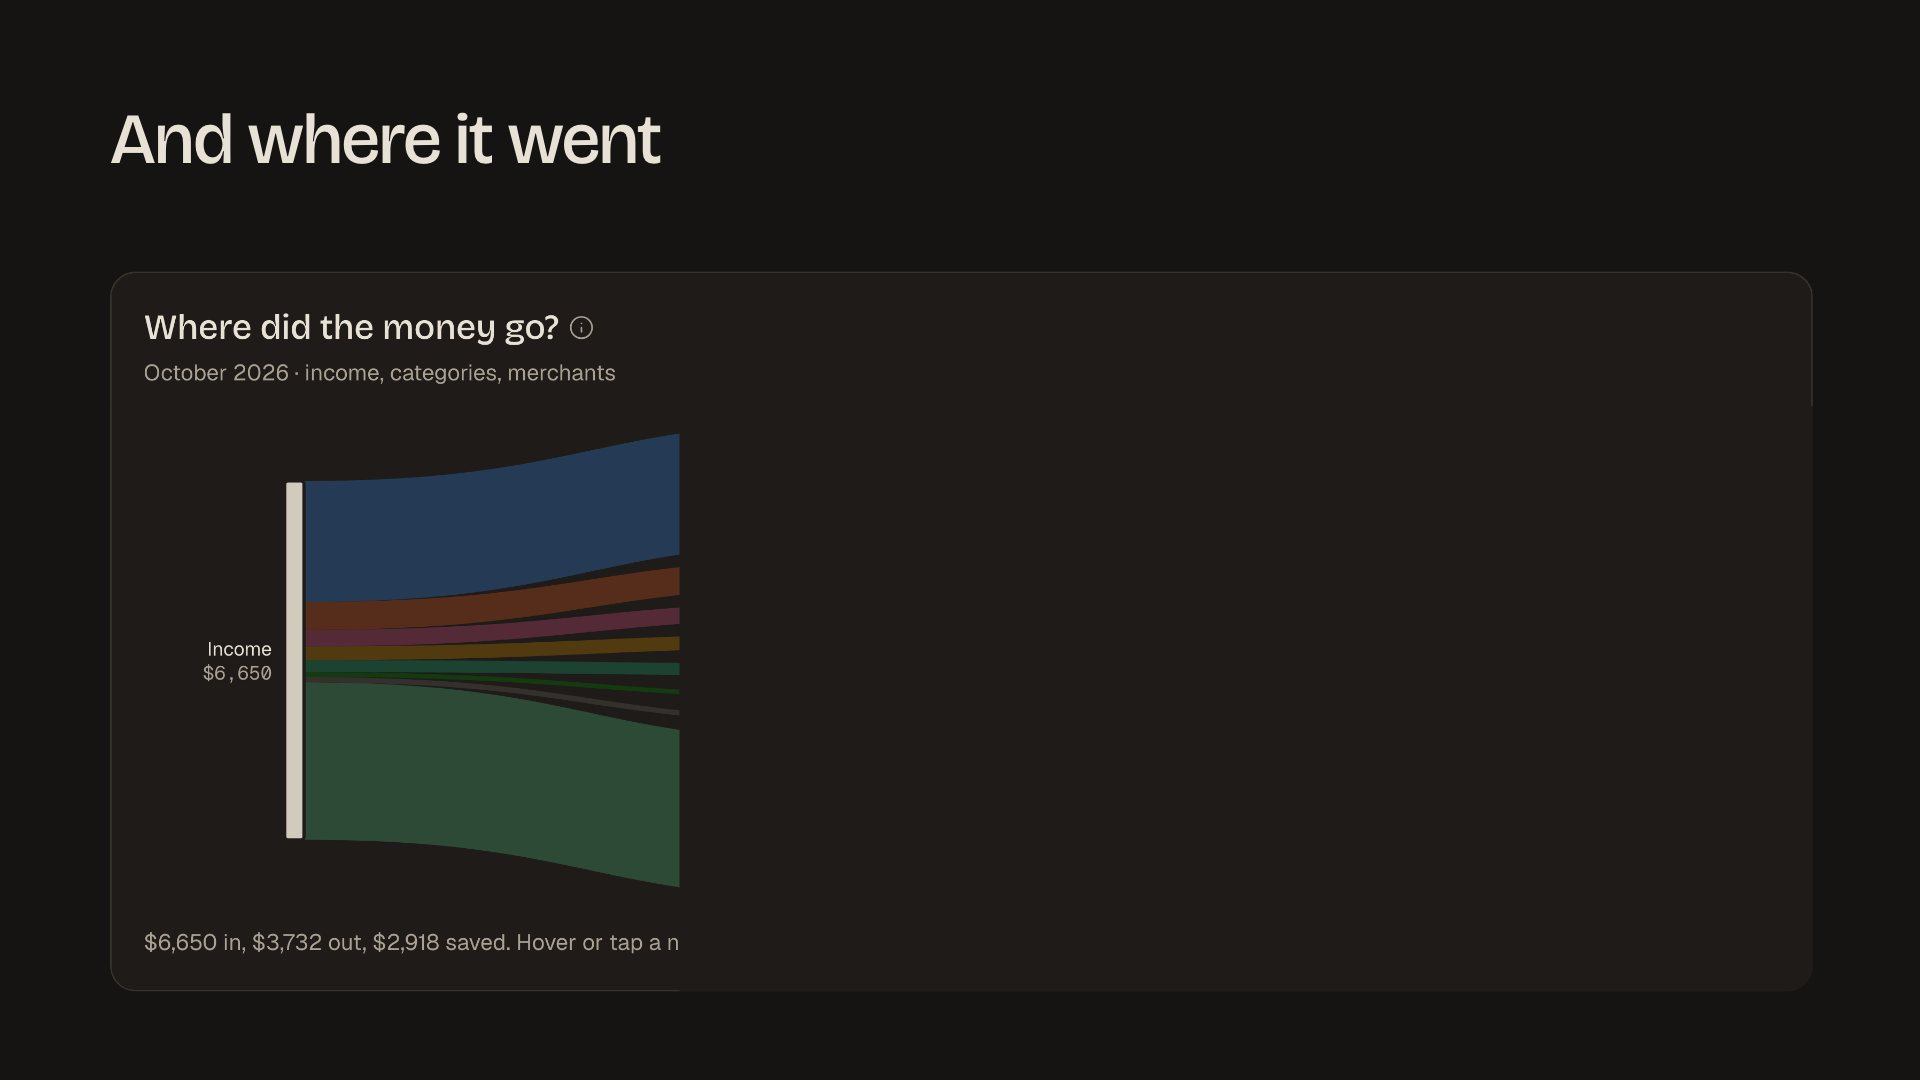 And where it went
Where did the money go?
October 2026 · income, categories, merchants
Income
$6,650
$6,650 in, $3,732 out, $2,918 saved. Hover or tap a n